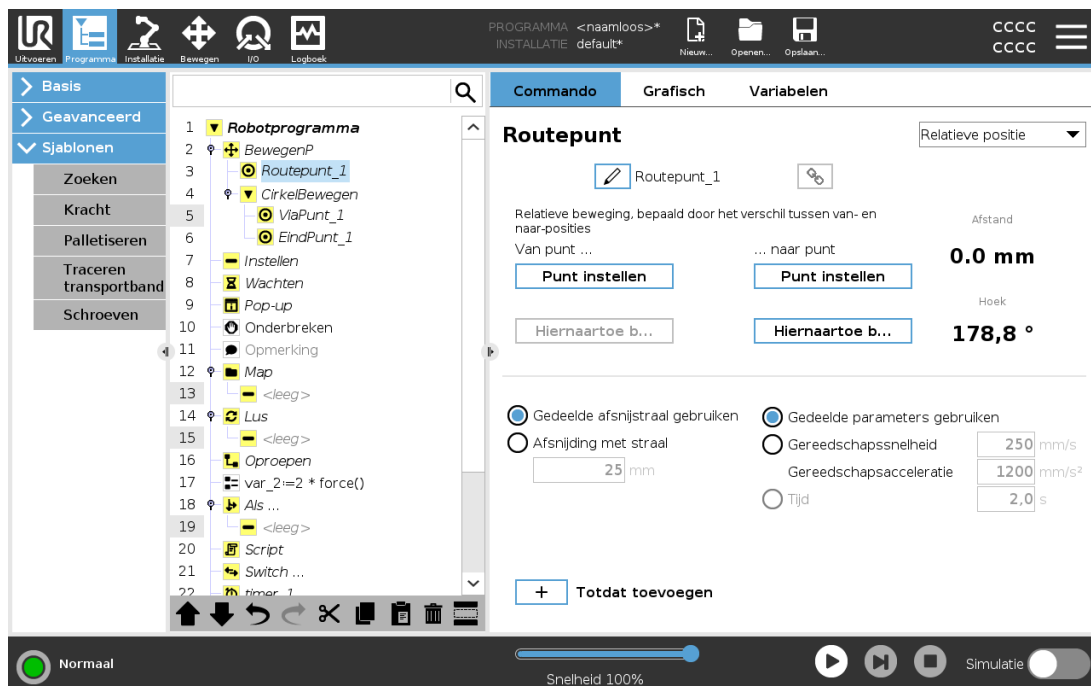 UR
PROGRAMMA <naamloos>*
INSTALLATIE default*
CCCC
CCCC
Uitvoeren Programma Installatie Bewegen I/O Logboek Nieuw... Openen... Opslaan...
Basis
Geavanceerd
Sjablonen
Zoeken
Kracht
Palletiseren
Traceren
transportband
Schroeven
1 Robotprogramma
2 BewegenP
3 Routepunt_1
4 CirkelBewegen
5 ViaPunt_1
6 EindPunt_1
7 Instellen
8 Wachten
9 Pop-up
10 Onderbreken
11 Opmerking
12 Map
13 <leeg>
14 Lus
15 <leeg>
16 Oproepen
17 var_2:=2 * force()
18 Als ...
19 <leeg>
20 Script
21 Switch ...
22 timer_1
Commando Grafisch Variabelen
Routepunt
Relatieve positie
Routepunt_1
Relatieve beweging, bepaald door het verschil tussen van- en
naar-posities
Van punt ...
... naar punt
Punt instellen
Punt instellen
Hiernaartoe b...
Hiernaartoe b...
Afstand
0.0 mm
Hoek
178,8 °
Gedeelde afsnijstraal gebruiken
Afsnijding met straal
25 mm
Gedeelde parameters gebruiken
Gereedschapssnelheid 250 mm/s
Gereedschapsacceleratie 1200 mm/s²
Tijd 2,0 s
+ Totdat toevoegen
Normaal
Snelheid 100%
Simulatie